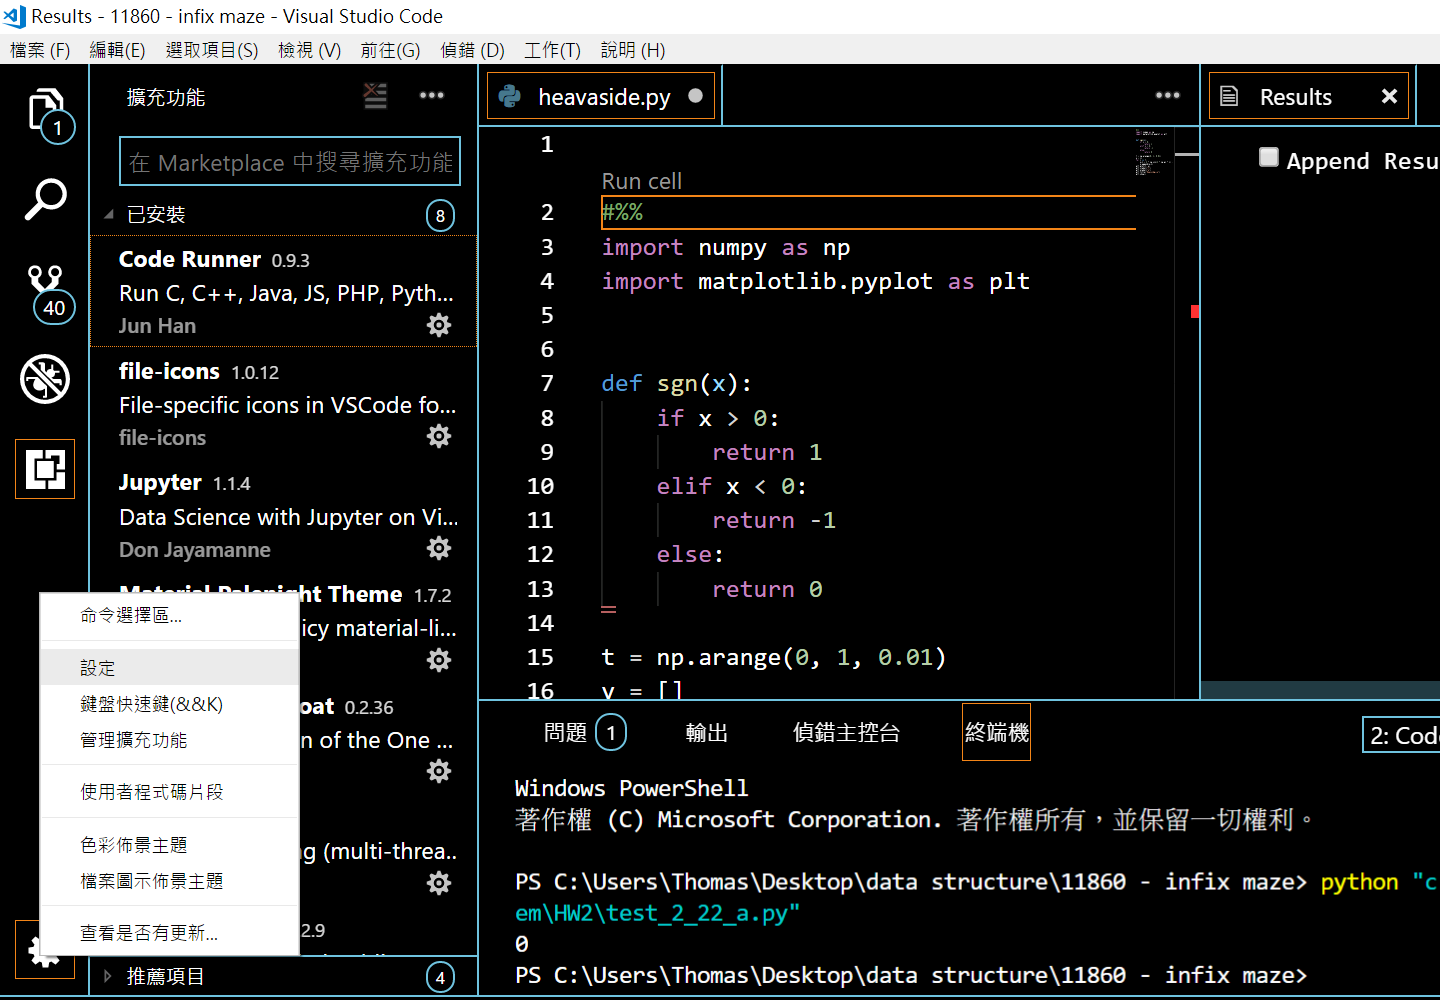 Results - 11860 - infix maze - Visual Studio Code
檔案 (F) 編輯(E) 選取項目(S) 檢視 (V) 前往(G) 偵錯 (D) 工作(T) 說明 (H)
1
40
擴充功能
在 Marketplace 中搜尋擴充功能
已安裝 8
Code Runner 0.9.3
Run C, C++, Java, JS, PHP, Pyth...
Jun Han
file-icons 1.0.12
File-specific icons in VSCode fo...
file-icons
Jupyter 1.1.4
Data Science with Jupyter on Vi...
Don Jayamanne
Material Palenight Theme 1.7.2
icy material-li...
oat 0.2.36
n of the One ...
g (multi-threa..
2.9
推薦項目 4
命令選擇區...
設定
鍵盤快速鍵(&&K)
管理擴充功能
使用者程式碼片段
色彩佈景主題
檔案圖示佈景主題
查看是否有更新...
heavaside.py
1
Run cell
2 #%%
3 import numpy as np
4 import matplotlib.pyplot as plt
5
6
7 def sgn(x):
8 if x > 0:
9 return 1
10 elif x < 0:
11 return -1
12 else:
13 return 0
14
15 t = np.arange(0, 1, 0.01)
16 y = []
Results
Append Resu
問題 1 輸出 偵錯主控台 終端機 2: Cod
Windows PowerShell
著作權 (C) Microsoft Corporation. 著作權所有，並保留一切權利。
PS C:\Users\Thomas\Desktop\data structure\11860 - infix maze> python "c
em\HW2\test_2_22_a.py"
0
PS C:\Users\Thomas\Desktop\data structure\11860 - infix maze>